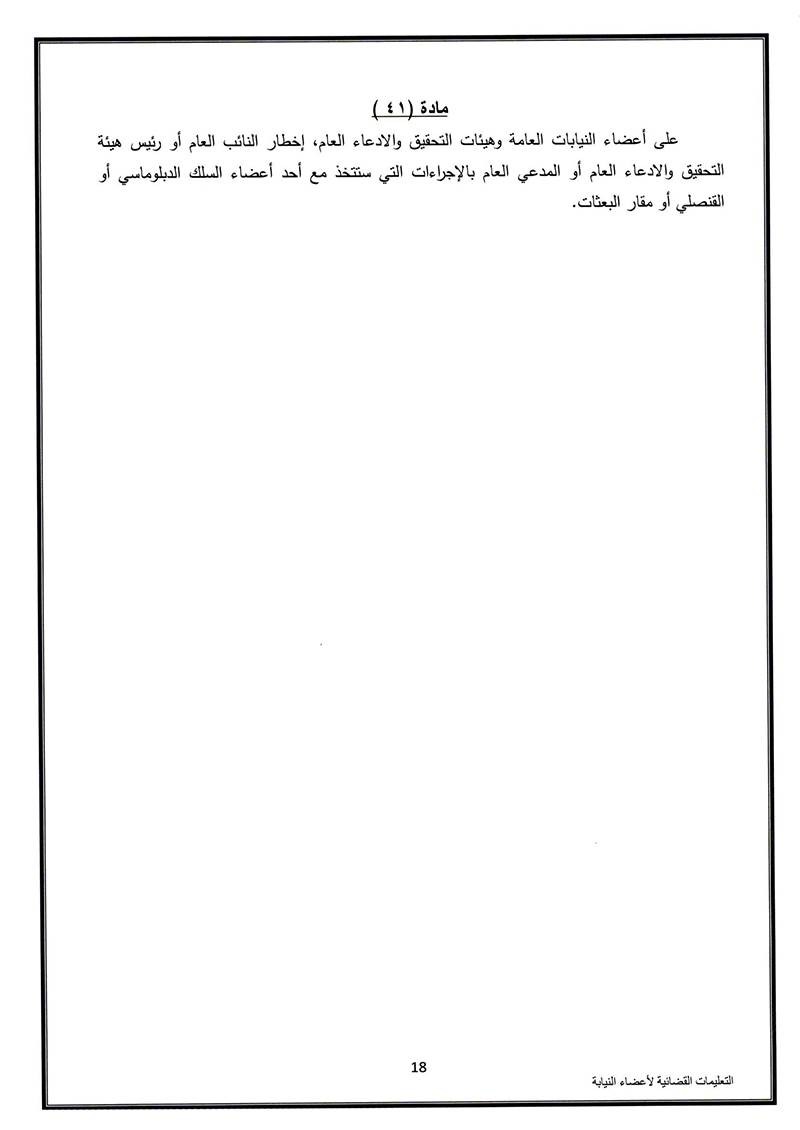 مادة (٤١)
على أعضاء النيابات العامة وهيئات التحقيق والادعاء العام، إخطار النائب العام أو رئيس هيئة
التحقيق والادعاء العام أو المدعي العام بالإجراءات التي ستتخذ مع أحد أعضاء السلك الدبلوماسي أو
القنصلي أو مقار البعثات.
18
التعليمات القضائية لأعضاء النيابة